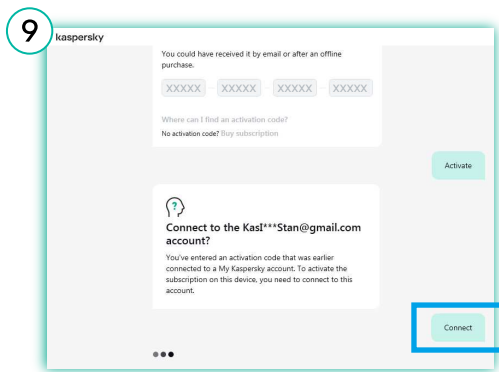 9
kaspersky
You could have received it by email or after an offline
purchase.
XXXXX XXXXX XXXXX XXXXX
Where can I find an activation code?
No activation code? Buy subscription
Activate
?
Connect to the KasI***Stan@gmail.com
account?
You've entered an activation code that was earlier
connected to a My Kaspersky account. To activate the
subscription on this device, you need to connect to this
account.
Connect